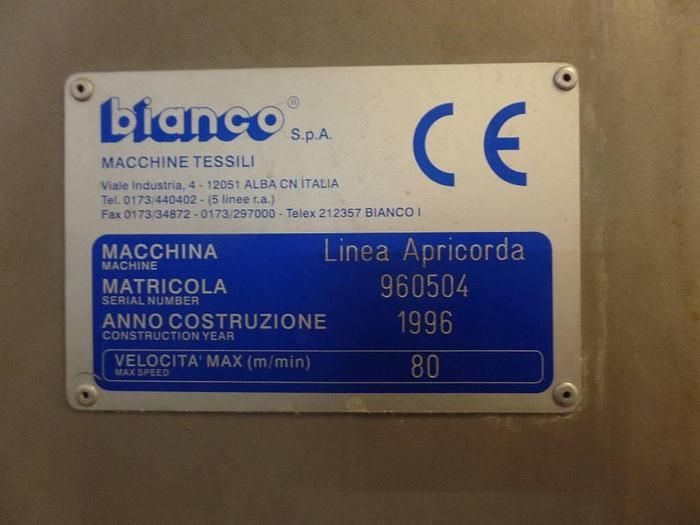 bianco® S.p.A.
MACCHINE TESSILI
Viale Industria, 4 - 12051 ALBA CN ITALIA
Tel. 0173/440402 - (5 linee r.a.)
Fax 0173/34872 - 0173/297000 - Telex 212357 BIANCO I
CE
MACCHINA Linea Apricorda
MACHINE
MATRICOLA 960504
SERIAL NUMBER
ANNO COSTRUZIONE 1996
CONSTRUCTION YEAR
VELOCITA' MAX (m/min) 80
MAX SPEED